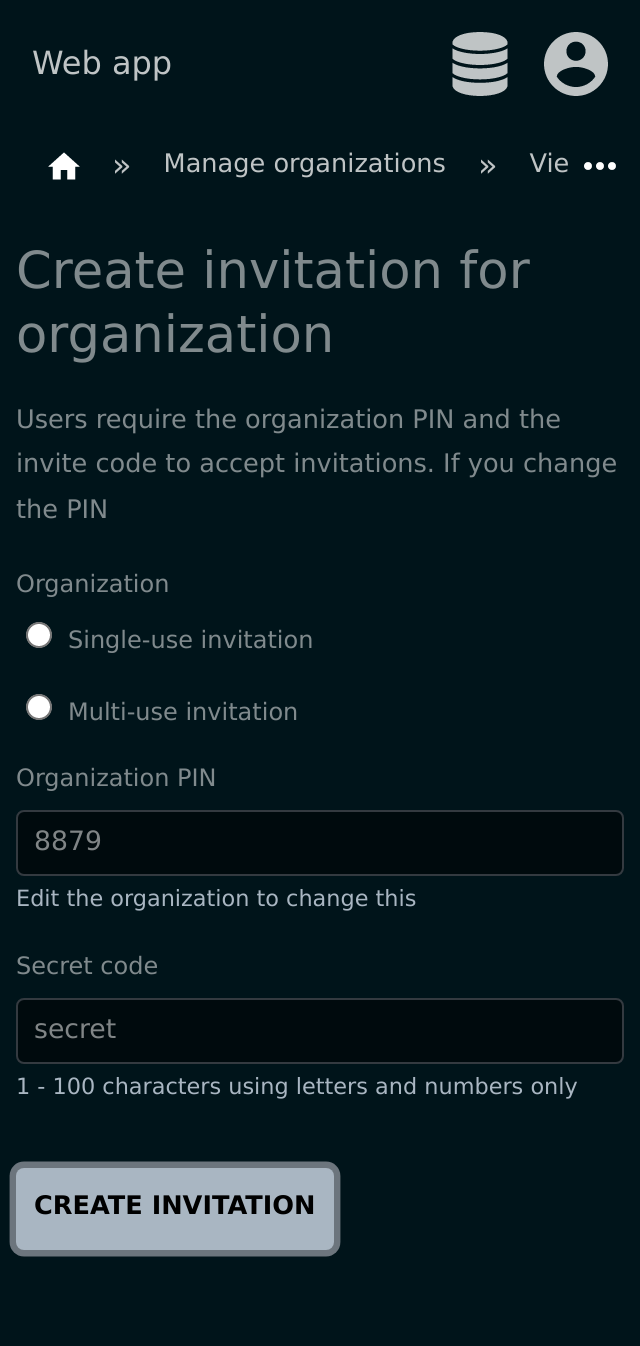 Web app
» Manage organizations » Vie
Create invitation for
organization
Users require the organization PIN and the
invite code to accept invitations. If you change
the PIN
Organization
Single-use invitation
Multi-use invitation
Organization PIN
8879
Edit the organization to change this
Secret code
secret
1 - 100 characters using letters and numbers only
CREATE INVITATION